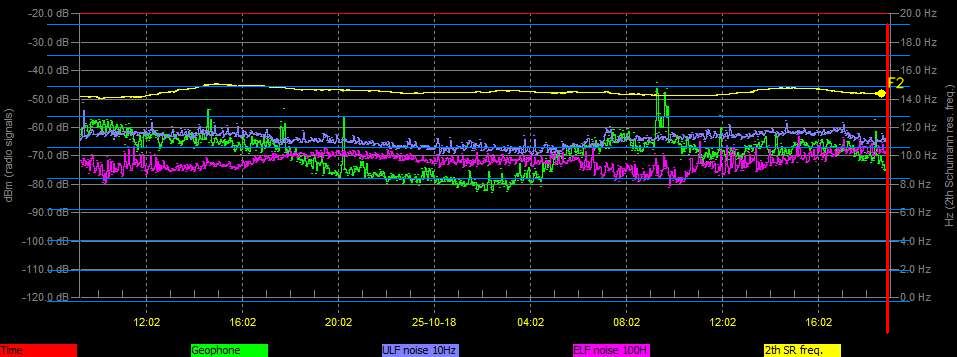 -20.0 dB
20.0 Hz
-30.0 dB
18.0 Hz
-40.0 dB
16.0 Hz
F2
-50.0 dB
14.0 Hz
-60.0 dB
12.0 Hz
-70.0 dB
10.0 Hz
-80.0 dB
8.0 Hz
-90.0 dB
6.0 Hz
-100.0 dB
4.0 Hz
-110.0 dB
2.0 Hz
-120.0 dB
0.0 Hz
dBm (radio signals)
Hz (2th Schumann res. freq.)
12:02 16:02 20:02 25-10-18 04:02 08:02 12:02 16:02
Time Geophone ULF noise 10Hz ELF noise 100H 2th SR freq.